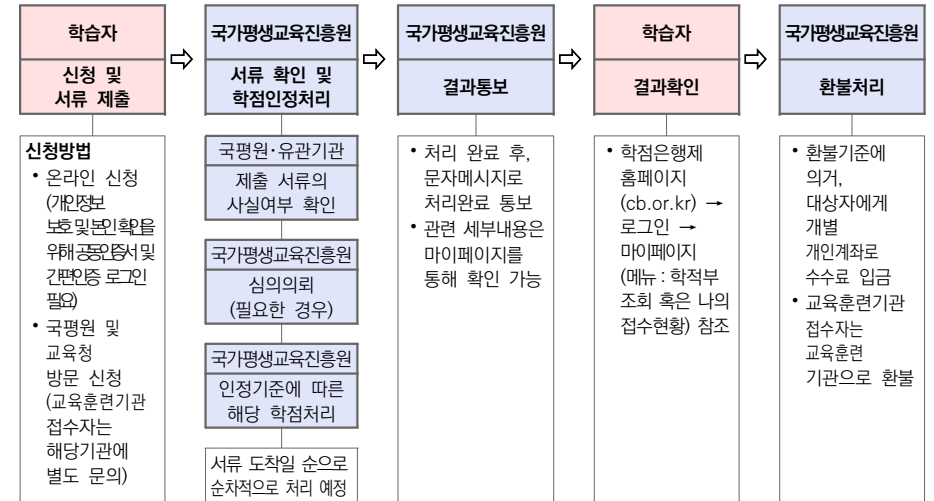 학습자
신청 및
서류 제출
신청방법
• 온라인 신청
(개인정보
보호 및 본인 확인을
위해 공동인증서 및
간편인증 로그인
필요)
• 국평원 및
교육청
방문 신청
(교육훈련기관
접수자는
해당기관에
별도 문의)
국가평생교육진흥원
서류 확인 및
학점인정처리
국평원·유관기관
제출 서류의
사실여부 확인
국가평생교육진흥원
심의의뢰
(필요한 경우)
국가평생교육진흥원
인정기준에 따른
해당 학점처리
서류 도착일 순으로
순차적으로 처리 예정
국가평생교육진흥원
결과통보
• 처리 완료 후,
문자메시지로
처리완료 통보
• 관련 세부내용은
마이페이지를
통해 확인 가능
학습자
결과확인
• 학점은행제
홈페이지
(cb.or.kr) →
로그인 →
마이페이지
(메뉴 : 학적부
조회 혹은 나의
접수현황) 참조
국가평생교육진흥원
환불처리
• 환불기준에
의거,
대상자에게
개별
개인계좌로
수수료 입금
• 교육훈련기관
접수자는
교육훈련
기관으로 환불